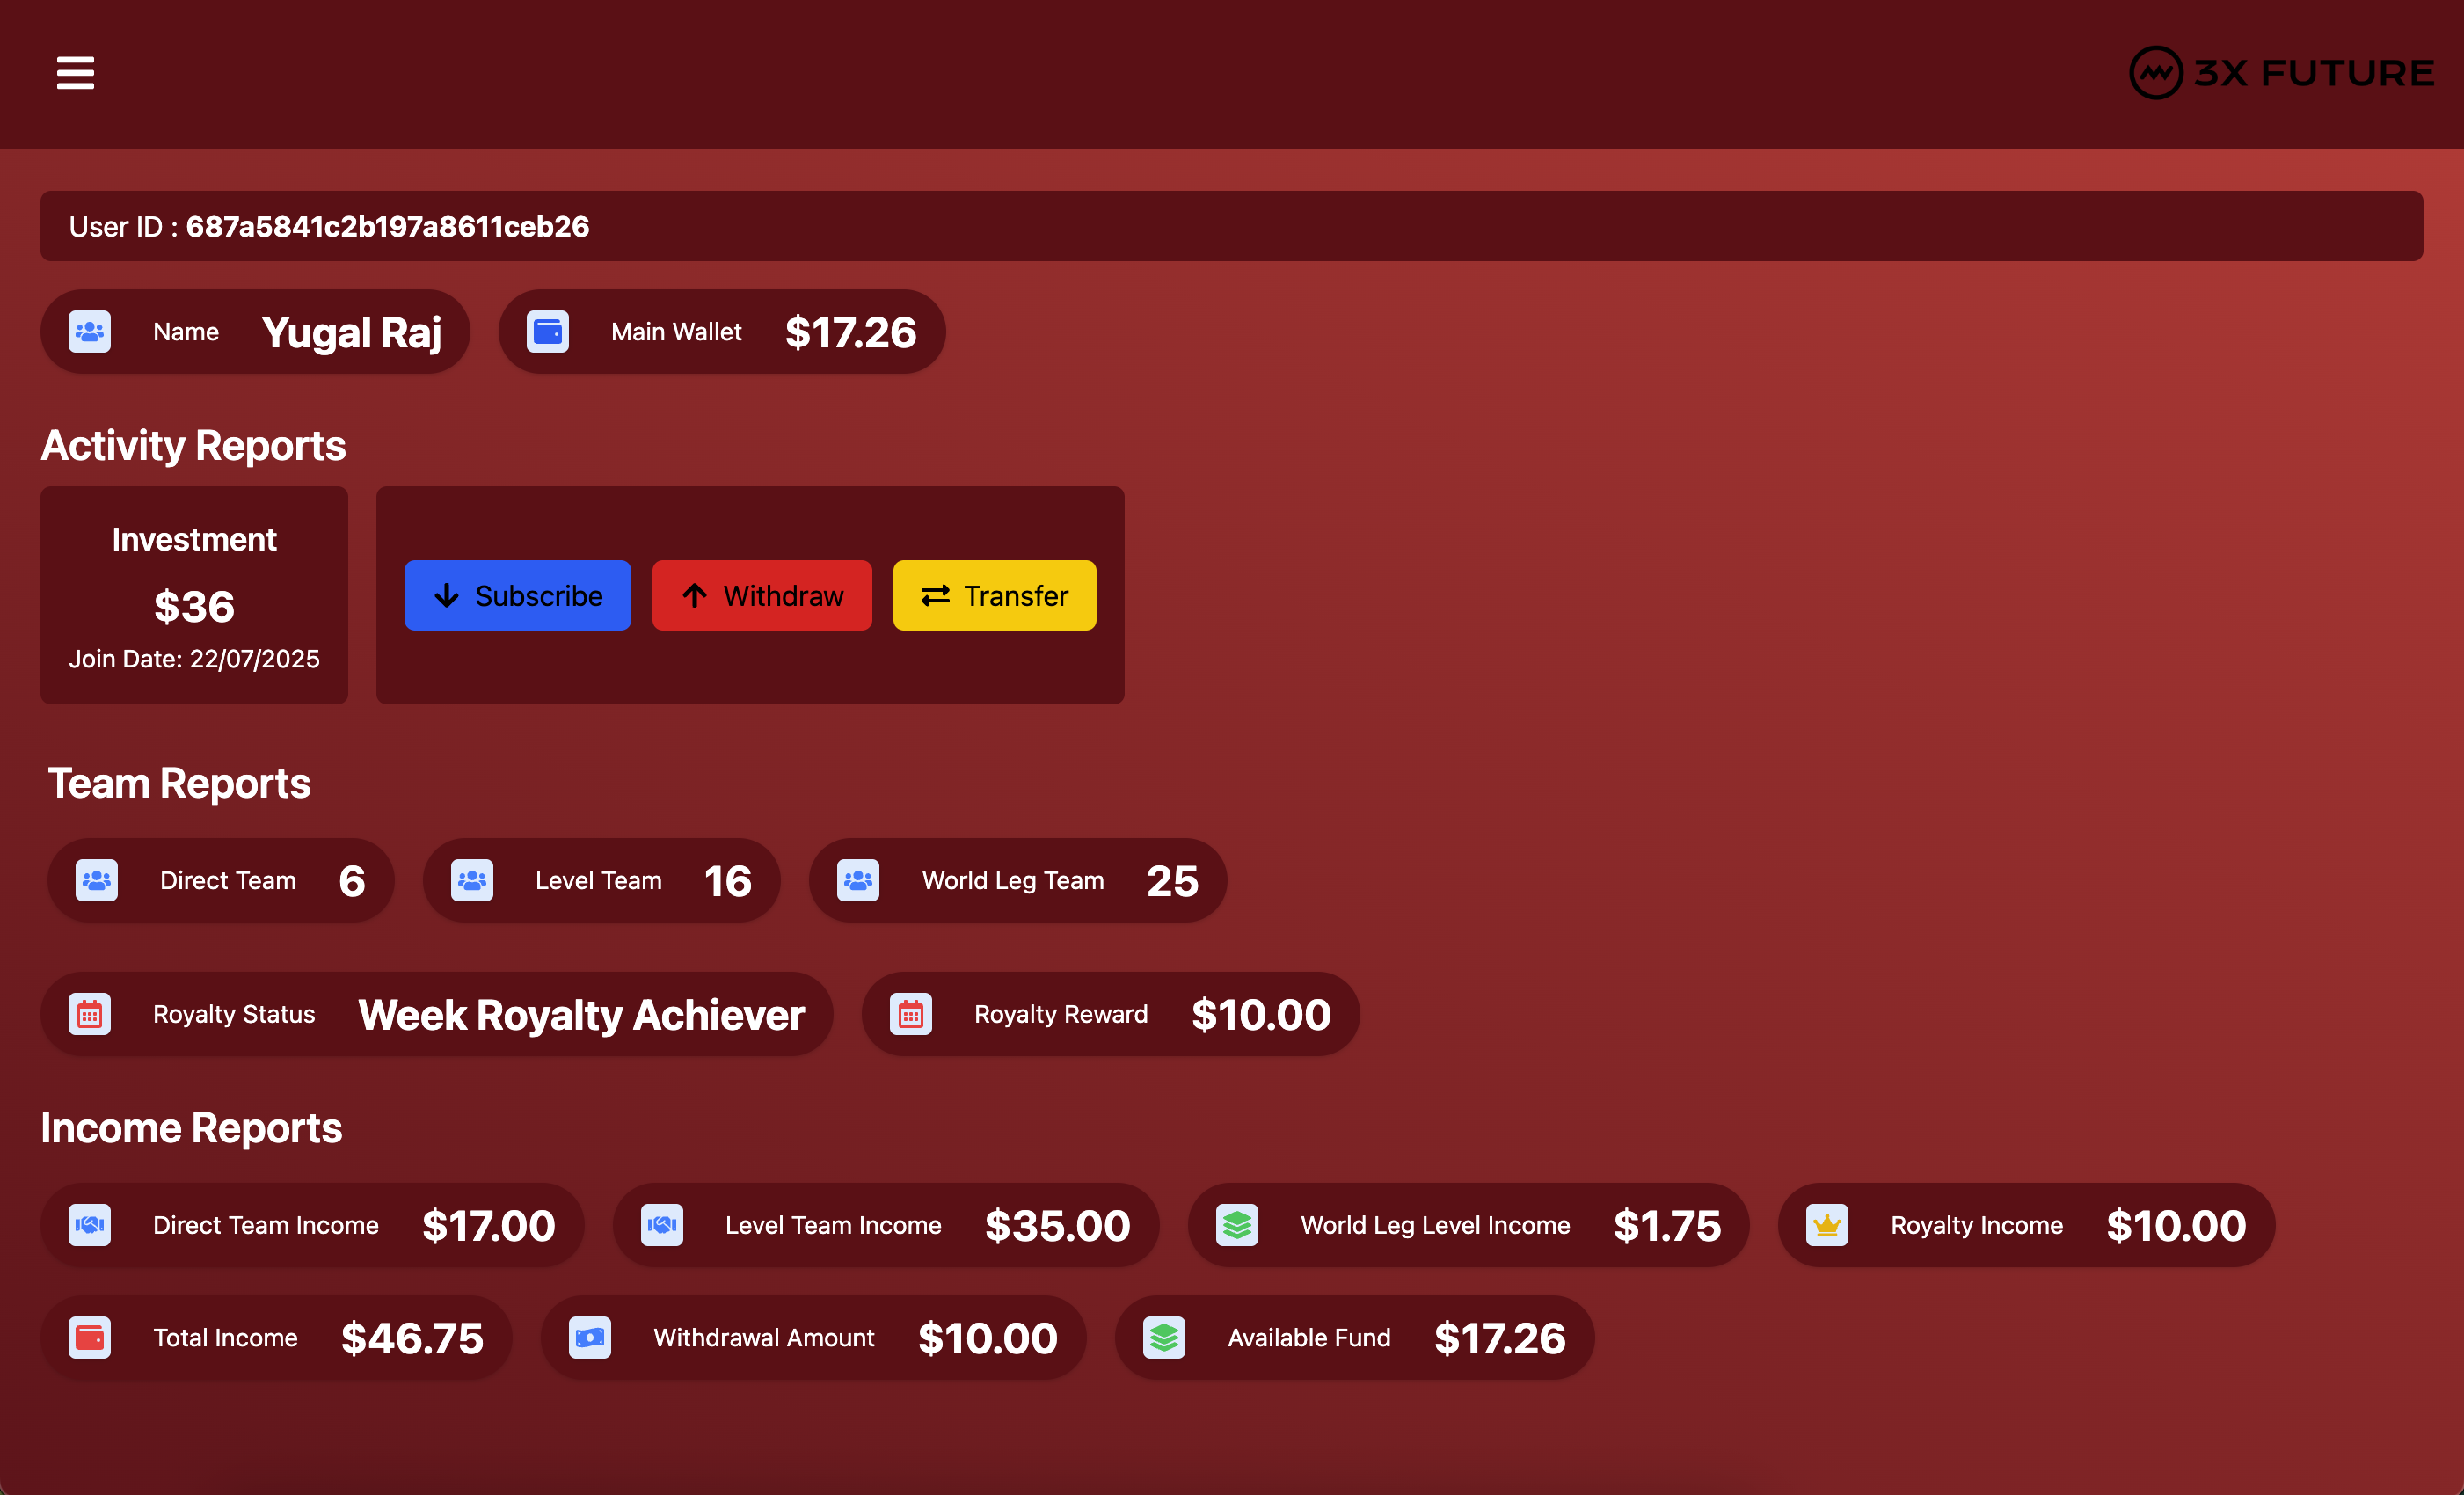 3X FUTURE
User ID : 687a5841c2b197a8611ceb26
Name Yugal Raj
Main Wallet $17.26
Activity Reports
Investment
$36
Join Date: 22/07/2025
Subscribe
Withdraw
Transfer
Team Reports
Direct Team 6
Level Team 16
World Leg Team 25
Royalty Status Week Royalty Achiever
Royalty Reward $10.00
Income Reports
Direct Team Income $17.00
Level Team Income $35.00
World Leg Level Income $1.75
Royalty Income $10.00
Total Income $46.75
Withdrawal Amount $10.00
Available Fund $17.26